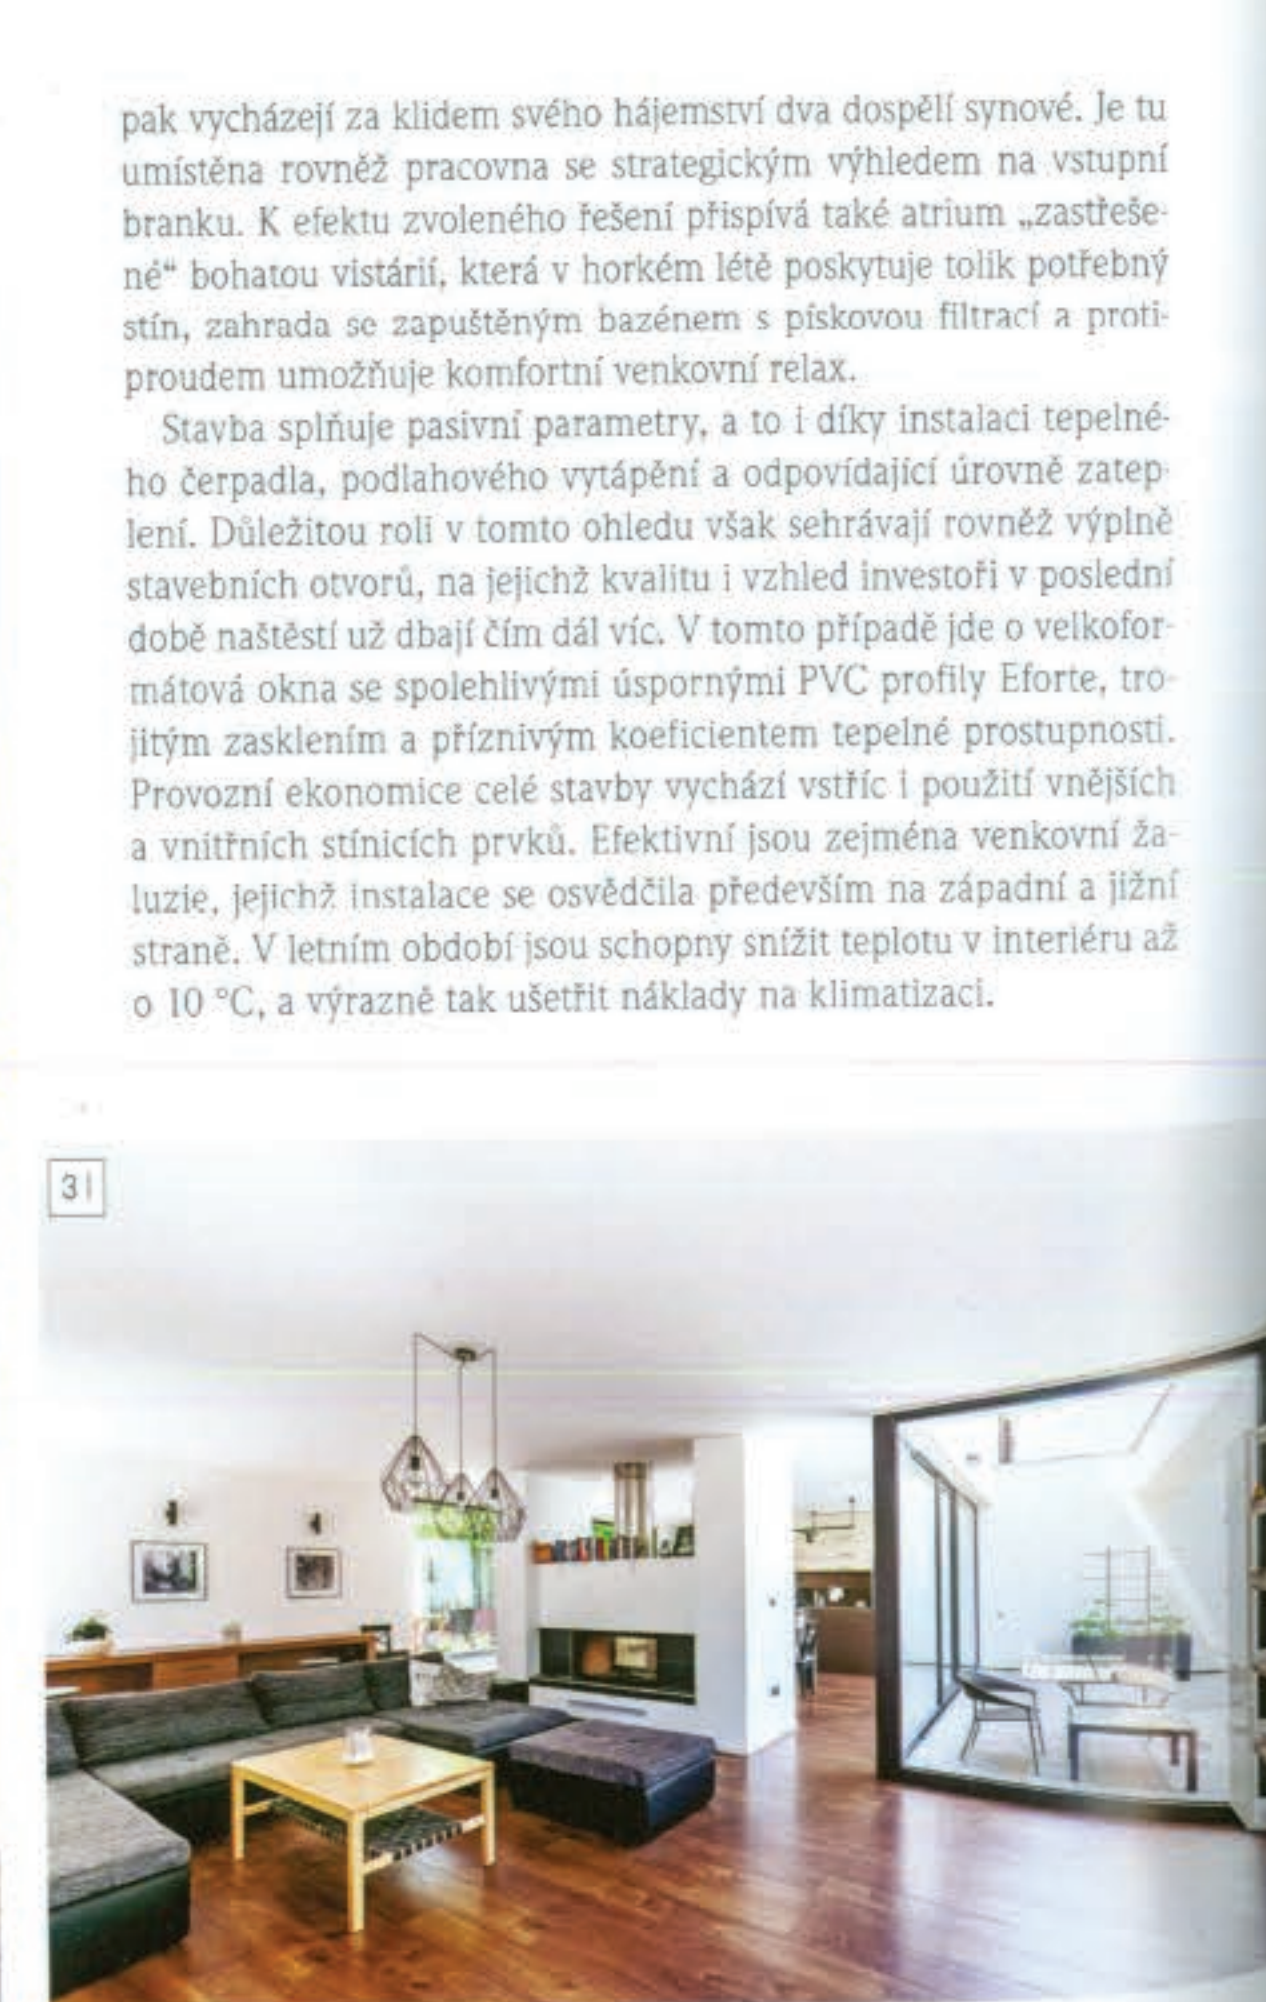 pak vycházejí za klidem svého hájemství dva dospělí synové. Je tu
umístěna rovněž pracovna se strategickým výhledem na vstupní
branku. K efektu zvoleného řešení přispívá také atrium „zastřeše-
né“ bohatou vistárií, která v horkém létě poskytuje tolik potřebný
stín, zahrada se zapuštěným bazénem s pískovou filtrací a proti-
proudem umožňuje komfortní venkovní relax.
Stavba splňuje pasivní parametry, a to i díky instalaci tepelné-
ho čerpadla, podlahového vytápění a odpovídající úrovně zatep-
lení. Důležitou roli v tomto ohledu však sehrávají rovněž výplně
stavebních otvorů, na jejichž kvalitu i vzhled investoři v poslední
době naštěstí už dbají čím dál víc. V tomto případě jde o velkofor-
mátová okna se spolehlivými úspornými PVC profily Eforte, tro-
jitým zasklením a příznivým koeficientem tepelné prostupnosti.
Provozní ekonomice celé stavby vychází vstříc i použití vnějších
a vnitřních stínicích prvků. Efektivní jsou zejména venkovní ža-
luzie, jejichž instalace se osvědčila především na západní a jižní
straně. V letním období jsou schopny snížit teplotu v interiéru až
o 10 °C, a výrazně tak ušetřit náklady na klimatizaci.
3|